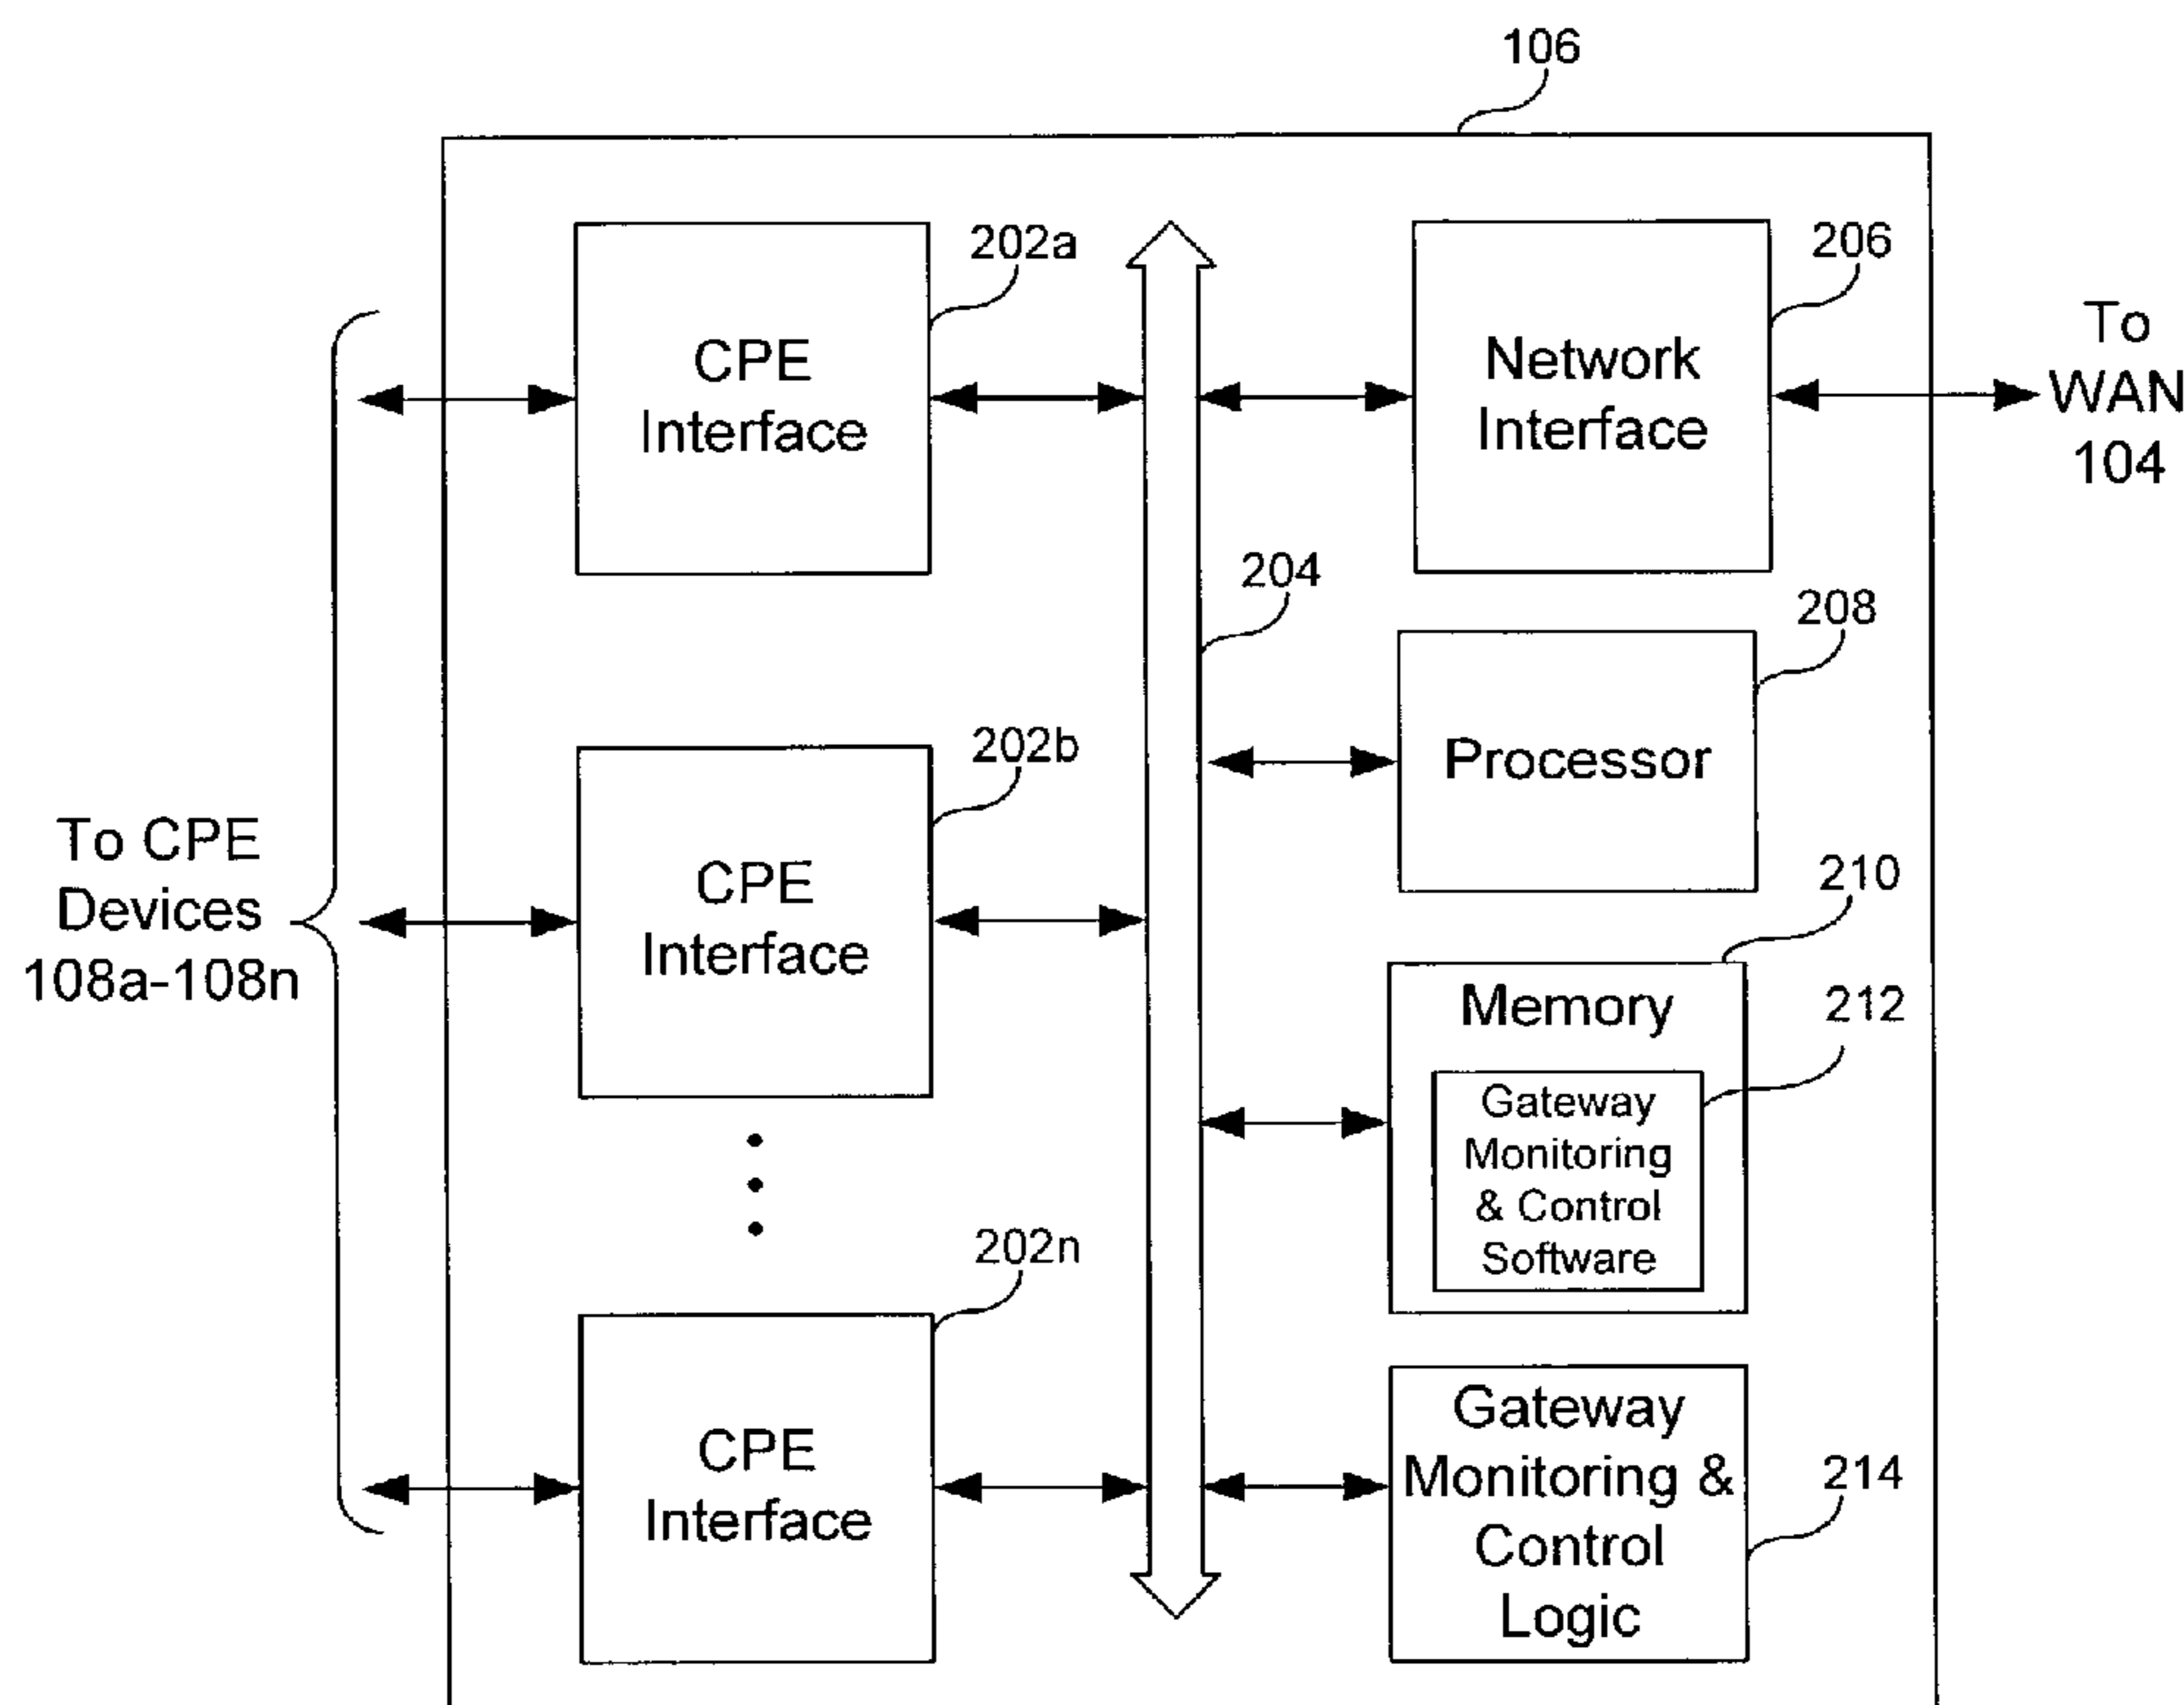 106
202a
CPE
Interface
206
Network
Interface
To
WAN
104
204
208
Processor
202b
CPE
Interface
To CPE
Devices
108a-108n
210
Memory
212
Gateway
Monitoring
& Control
Software
202n
CPE
Interface
Gateway
Monitoring &
Control
Logic
214